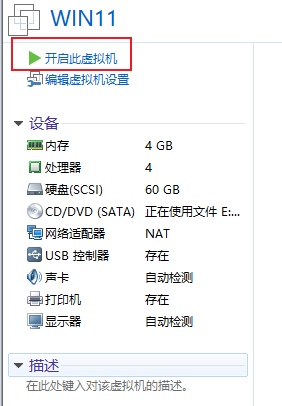 WIN11
开启此虚拟机
编辑虚拟机设置
设备
内存 4 GB
处理器 4
硬盘(SCSI) 60 GB
CD/DVD (SATA) 正在使用文件 E:...
网络适配器 NAT
USB 控制器 存在
声卡 自动检测
打印机 存在
显示器 自动检测
描述
在此处键入对该虚拟机的描述。